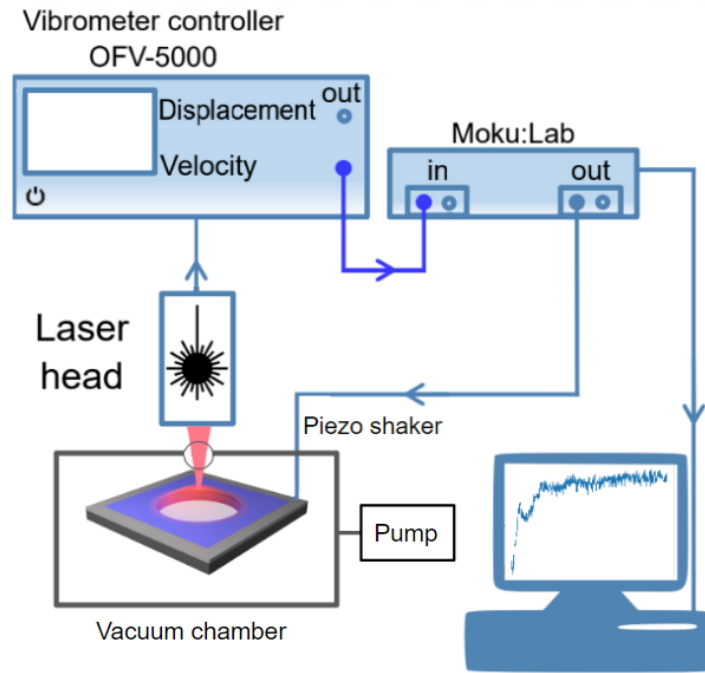 Vibrometer controller
OFV-5000
out
Displacement
Velocity
Moku:Lab
in out
Laser
head
Piezo shaker
Pump
Vacuum chamber